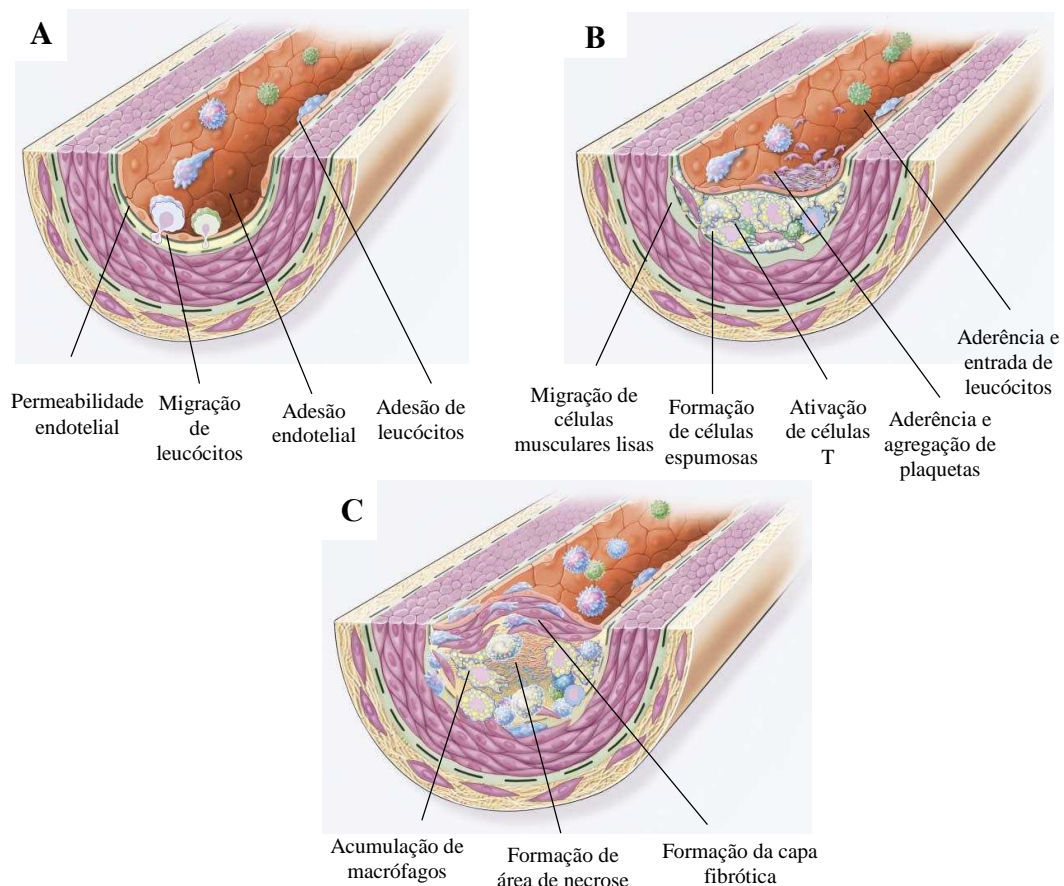 A
Permeabilidade
endotelial
Migração
de
leucócitos
Adesão
endotelial
Adesão de
leucócitos
B
Migração de
células
musculares lisas
Formação
de células
espumosas
Ativação
de células
T
Aderência e
agregação de
plaquetas
Aderência e
entrada de
leucócitos
C
Acumulação de
macrófagos
Formação de
área de necrose
Formação da capa
fibrótica